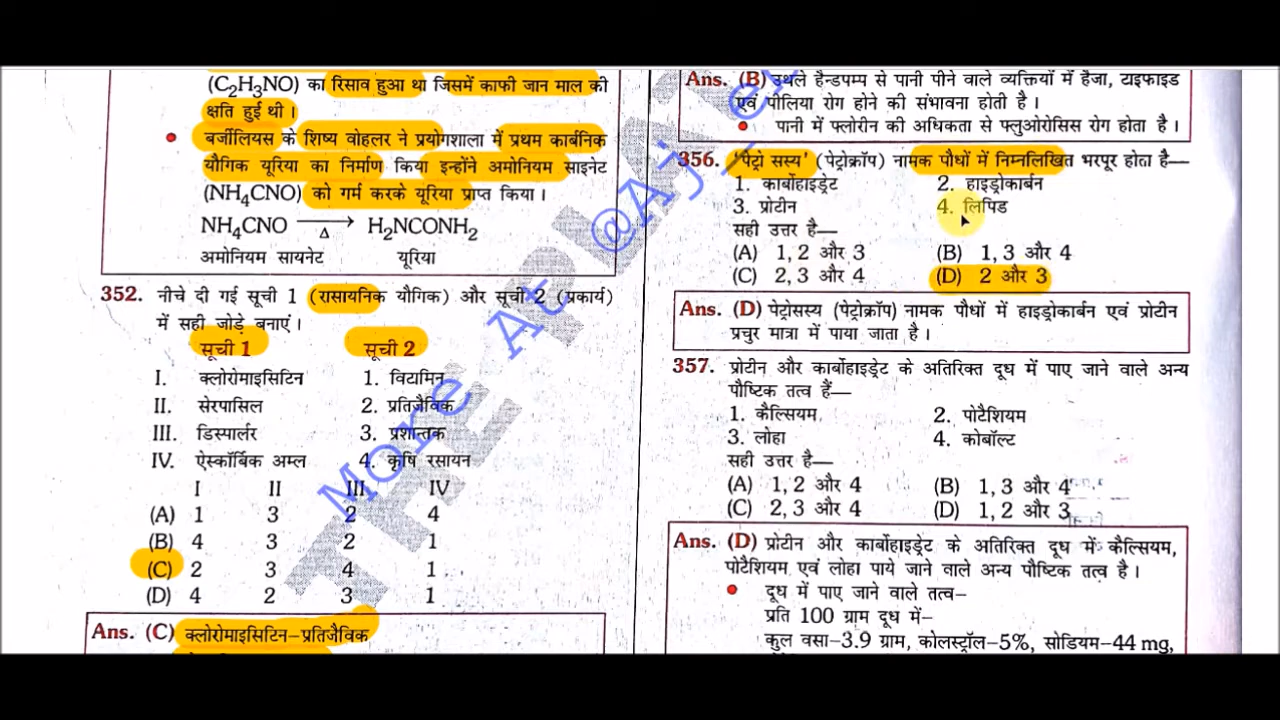 (C₂H₃NO) का रिसाव हुआ था जिसमें काफी जान माल की
क्षति हुई थी।
• बर्जीलियस के शिष्य वोहलर ने प्रयोगशाला में प्रथम कार्बनिक
यौगिक यूरिया का निर्माण किया इन्होंने अमोनियम साइनेट
(NH₄CNO) को गर्म करके यूरिया प्राप्त किया।
NH₄CNO ⟶ H₂NCONH₂
Δ
अमोनियम सायनेट यूरिया
352. नीचे दी गई सूची 1 (रासायनिक यौगिक) और सूची 2 (प्रकार्य)
में सही जोड़े बनाएं।
सूची 1 सूची 2
I. क्लोरोमाइसिटिन 1. विटामिन
II. सेरपासिल 2. प्रतिजैविक
III. डिस्पार्लर 3. प्रशान्तक
IV. ऐस्कॉर्बिक अम्ल 4. कृषि रसायन
I II III IV
(A) 1 3 2 4
(B) 4 3 2 1
(C) 2 3 4 1
(D) 4 2 3 1
Ans. (C) क्लोरोमाइसिटिन–प्रतिजैविक
Ans. (B) उथले हैन्डपम्प से पानी पीने वाले व्यक्तियों में हैजा, टाइफाइड
एवं पीलिया रोग होने की संभावना होती है।
• पानी में फ्लोरीन की अधिकता से फ्लुओरोसिस रोग होता है।
356. 'पेट्रो सस्य' (पेट्रोक्रॉप) नामक पौधों में निम्नलिखित भरपूर होता है—
1. कार्बोहाइड्रेट 2. हाइड्रोकार्बन
3. प्रोटीन 4. लिपिड
सही उत्तर है—
(A) 1, 2 और 3 (B) 1, 3 और 4
(C) 2, 3 और 4 (D) 2 और 3
Ans. (D) पेट्रोसस्य (पेट्रोक्रॉप) नामक पौधों में हाइड्रोकार्बन एवं प्रोटीन
प्रचुर मात्रा में पाया जाता है।
357. प्रोटीन और कार्बोहाइड्रेट के अतिरिक्त दूध में पाए जाने वाले अन्य
पौष्टिक तत्व हैं—
1. कैल्सियम 2. पोटैशियम
3. लोहा 4. कोबॉल्ट
सही उत्तर है—
(A) 1, 2 और 4 (B) 1, 3 और 4
(C) 2, 3 और 4 (D) 1, 2 और 3
Ans. (D) प्रोटीन और कार्बोहाइड्रेट के अतिरिक्त दूध में कैल्सियम,
पोटैशियम एवं लोहा पाये जाने वाले अन्य पौष्टिक तत्व है।
• दूध में पाए जाने वाले तत्व–
प्रति 100 ग्राम दूध में–
कुल वसा–3.9 ग्राम, कोलस्ट्रॉल–5%, सोडियम–44 mg,
More At @Aj
THE